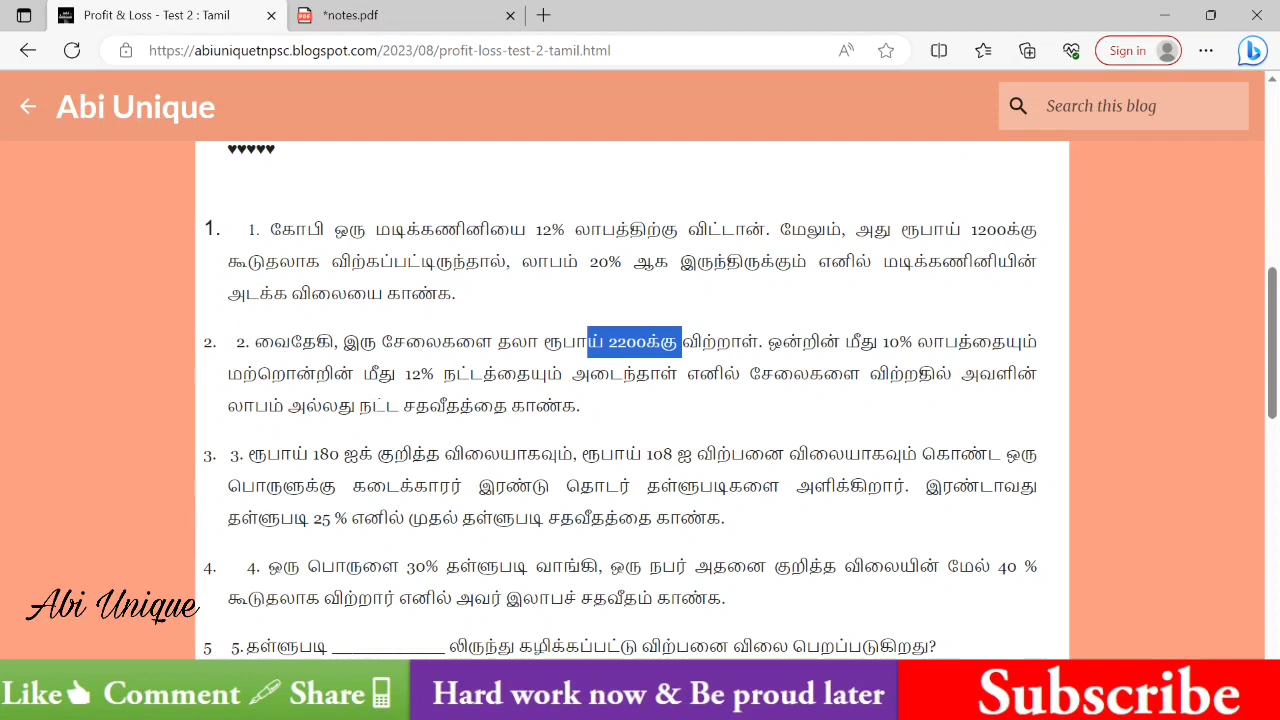 Profit & Loss - Test 2 : Tamil
*notes.pdf
https://abiuniquetnpsc.blogspot.com/2023/08/profit-loss-test-2-tamil.html
Sign in
Abi Unique
Search this blog
♥♥♥♥♥
1. 1. கோபி ஒரு மடிக்கணினியை 12% லாபத்திற்கு விட்டான். மேலும், அது ரூபாய் 1200க்கு
கூடுதலாக விற்கப்பட்டிருந்தால், லாபம் 20% ஆக இருந்திருக்கும் எனில் மடிக்கணினியின்
அடக்க விலையை காண்க.
2. 2. வைதேகி, இரு சேலைகளை தலா ரூபாய் 2200க்கு விற்றாள். ஒன்றின் மீது 10% லாபத்தையும்
மற்றொன்றின் மீது 12% நட்டத்தையும் அடைந்தாள் எனில் சேலைகளை விற்றதில் அவளின்
லாபம் அல்லது நட்ட சதவீதத்தை காண்க.
3. 3. ரூபாய் 180 ஐக் குறித்த விலையாகவும், ரூபாய் 108 ஐ விற்பனை விலையாகவும் கொண்ட ஒரு
பொருளுக்கு கடைக்காரர் இரண்டு தொடர் தள்ளுபடிகளை அளிக்கிறார். இரண்டாவது
தள்ளுபடி 25 % எனில் முதல் தள்ளுபடி சதவீதத்தை காண்க.
4. 4. ஒரு பொருளை 30% தள்ளுபடி வாங்கி, ஒரு நபர் அதனை குறித்த விலையின் மேல் 40 %
கூடுதலாக விற்றார் எனில் அவர் இலாபச் சதவீதம் காண்க.
5 5. தள்ளுபடி ____________ லிருந்து கழிக்கப்பட்டு விற்பனை விலை பெறப்படுகிறது?
Abi Unique
Like Comment Share
Hard work now & Be proud later
Subscribe